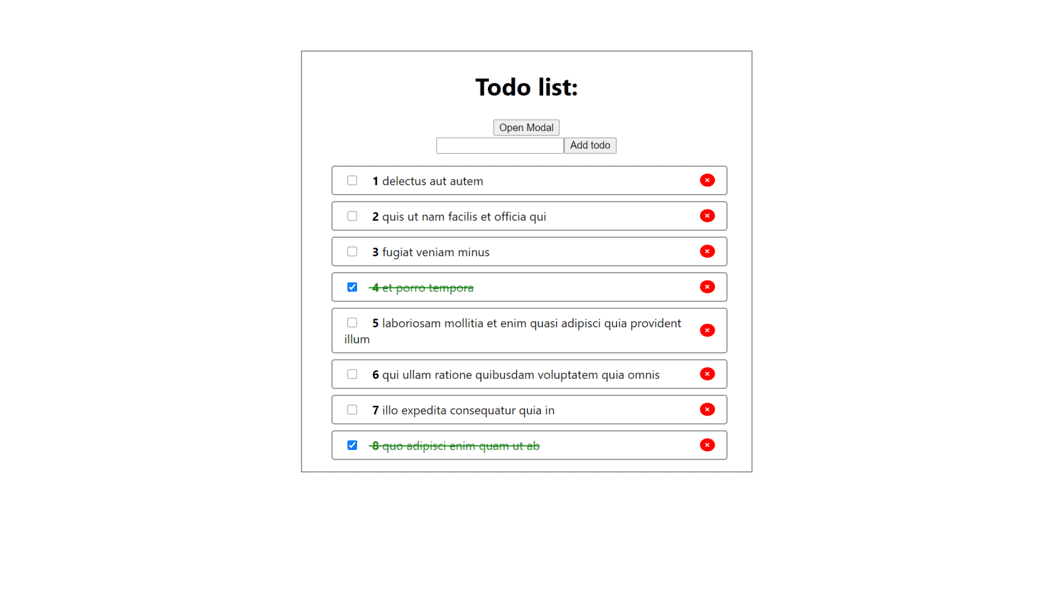 Todo list:
Open Modal
Add todo
1 delectus aut autem
2 quis ut nam facilis et officia qui
3 fugiat veniam minus
4 et porro tempora
5 laboriosam mollitia et enim quasi adipisci quia provident
illum
6 qui ullam ratione quibusdam voluptatem quia omnis
7 illo expedita consequatur quia in
8 quo adipisci enim quam ut ab